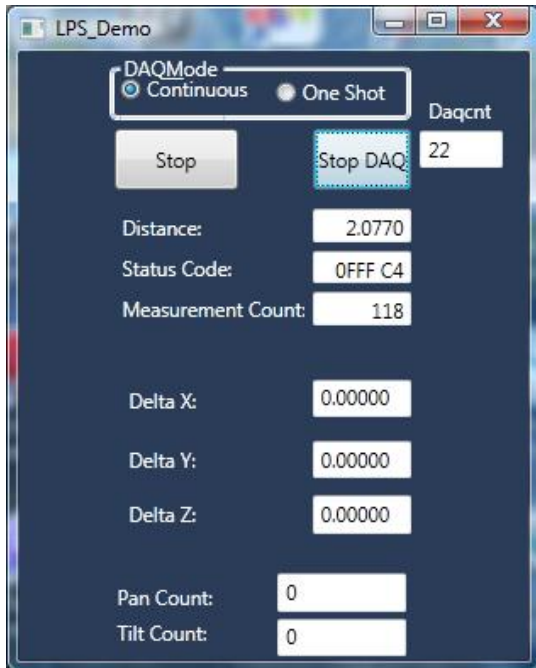 LPS_Demo
DAQMode
Continuous One Shot
Daqcnt
Stop Stop DAQ 22
Distance: 2.0770
Status Code: 0FFF C4
Measurement Count: 118
Delta X: 0.00000
Delta Y: 0.00000
Delta Z: 0.00000
Pan Count: 0
Tilt Count: 0